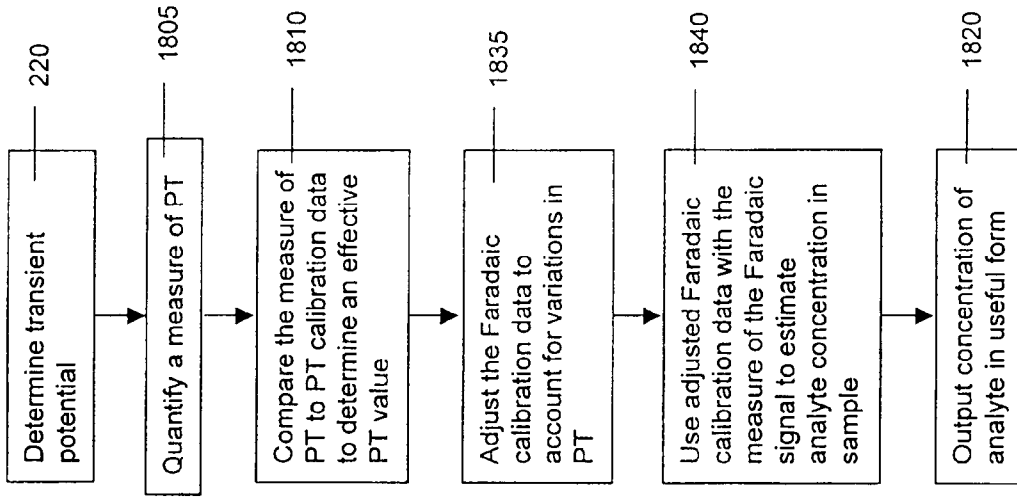 Determine transient
potential
220
Quantify a measure of PT
1805
Compare the measure of
PT to PT calibration data
to determine an effective
PT value
1810
Adjust the Faradaic
calibration data to
account for variations in
PT
1835
Use adjusted Faradaic
calibration data with the
measure of the Faradaic
signal to estimate
analyte concentration in
sample
1840
Output concentration of
analyte in useful form
1820